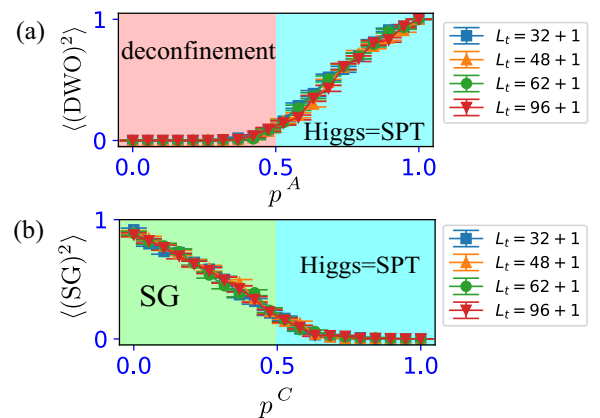 (a)
⟨(DWO)²⟩
1
0
deconfinement
Higgs=SPT
0.0
0.5
1.0
p^A
L_t = 32 + 1
L_t = 48 + 1
L_t = 62 + 1
L_t = 96 + 1
(b)
⟨(SG)²⟩
1
0
SG
Higgs=SPT
0.0
0.5
1.0
p^C
L_t = 32 + 1
L_t = 48 + 1
L_t = 62 + 1
L_t = 96 + 1